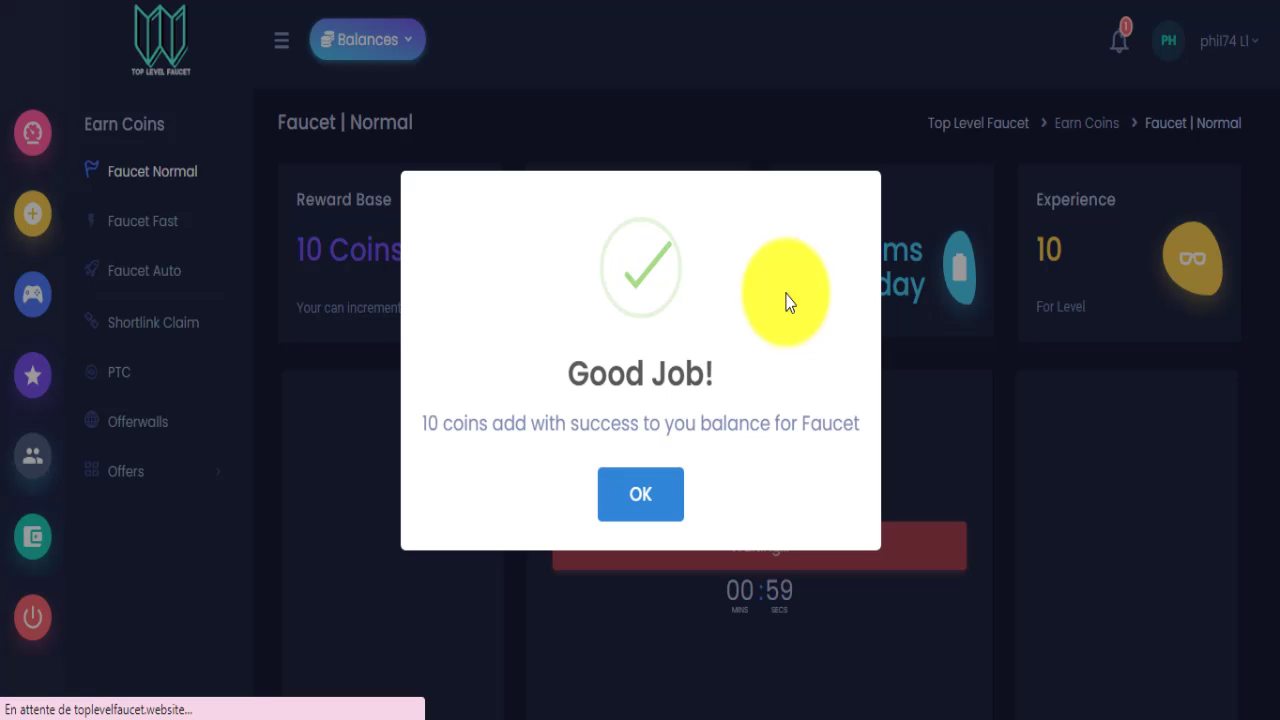 TOP LEVEL FAUCET
Balances
1
PH
phil74 L1
Earn Coins
Faucet Normal
Faucet Fast
Faucet Auto
Shortlink Claim
PTC
Offerwalls
Offers
Faucet | Normal
Top Level Faucet > Earn Coins > Faucet | Normal
Reward Base
10 Coins
Your can increment
Experience
10
For Level
Good Job!
10 coins add with success to you balance for Faucet
OK
00 : 59
MINS SECS
En attente de toplevelfaucet.website...